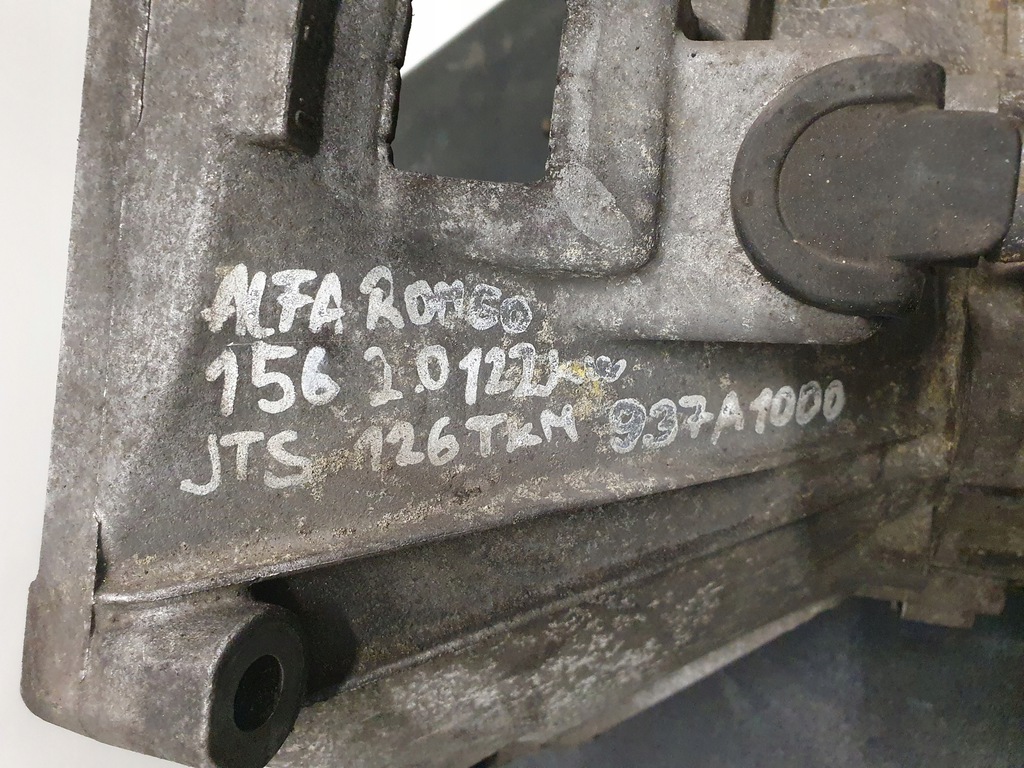 ALFA ROMEO
156 2.0 122kw
JTS 126TKM 937A1000